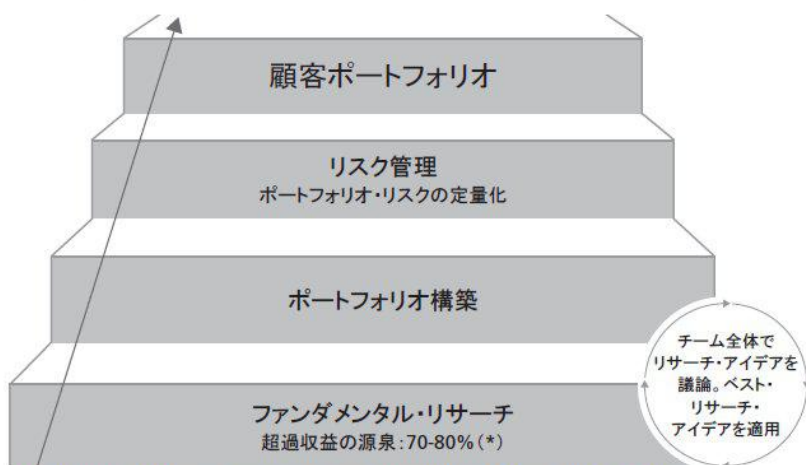 顧客ポートフォリオ
リスク管理
ポートフォリオ・リスクの定量化
ポートフォリオ構築
チーム全体で
リサーチ・アイデアを
議論。ベスト・
リサーチ・
アイデアを適用
ファンダメンタル・リサーチ
超過収益の源泉:70-80%(*)